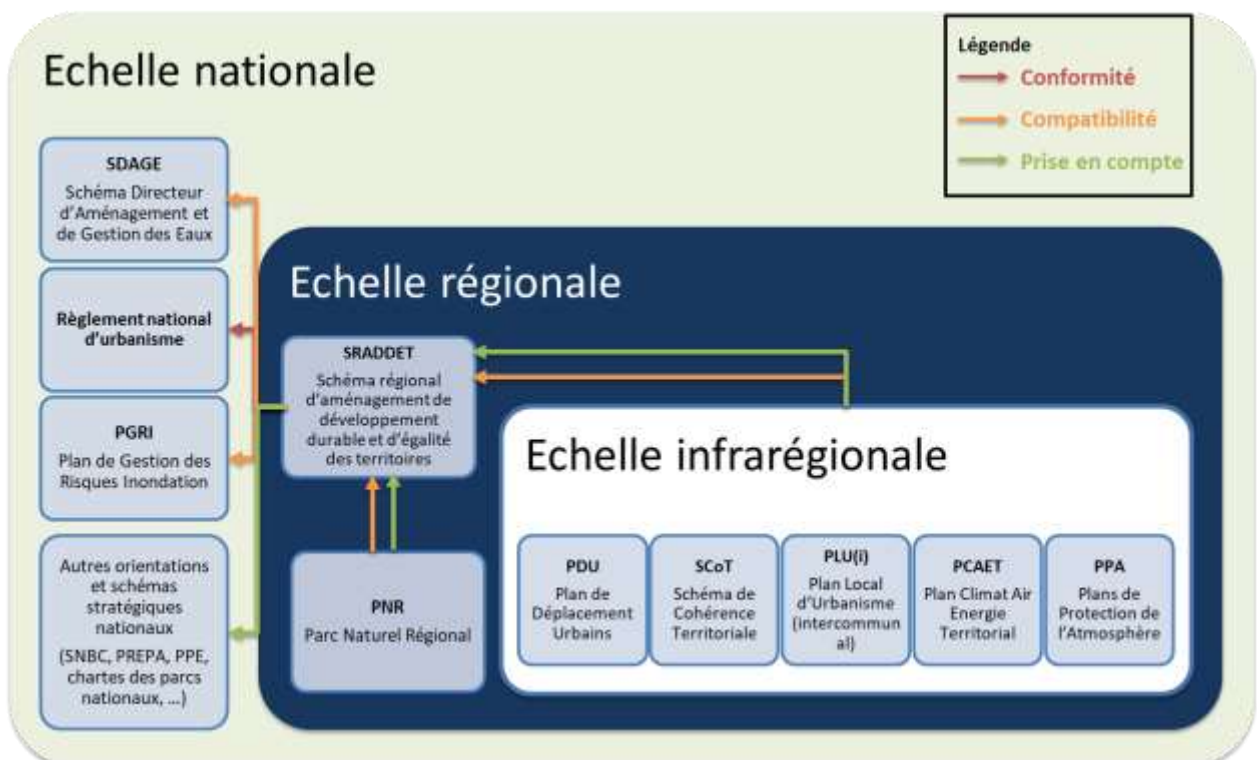 Echelle nationale
Légende
Conformité
Compatibilité
Prise en compte
SDAGE
Schéma Directeur
d'Aménagement et
de Gestion des Eaux
Règlement national
d'urbanisme
PGRI
Plan de Gestion des
Risques Inondation
Autres orientations
et schémas
stratégiques
nationaux
(SNBC, PREPA, PPE,
chartes des parcs
nationaux, ...)
Echelle régionale
SRADDET
Schéma régional
d'aménagement de
développement
durable et d'égalité
des territoires
PNR
Parc Naturel Régional
Echelle infrarégionale
PDU
Plan de
Déplacement
Urbains
SCoT
Schéma de
Cohérence
Territoriale
PLU(i)
Plan Local
d'Urbanisme
(intercommun
al)
PCAET
Plan Climat Air
Energie
Territorial
PPA
Plans de
Protection de
l'Atmosphère